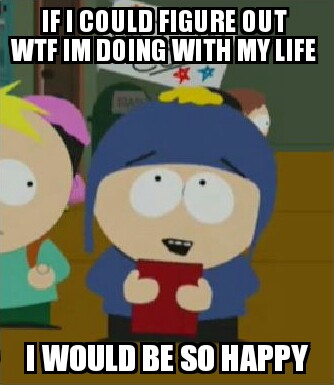 IF I COULD FIGURE OUT
WTF IM DOING WITH MY LIFE
I WOULD BE SO HAPPY